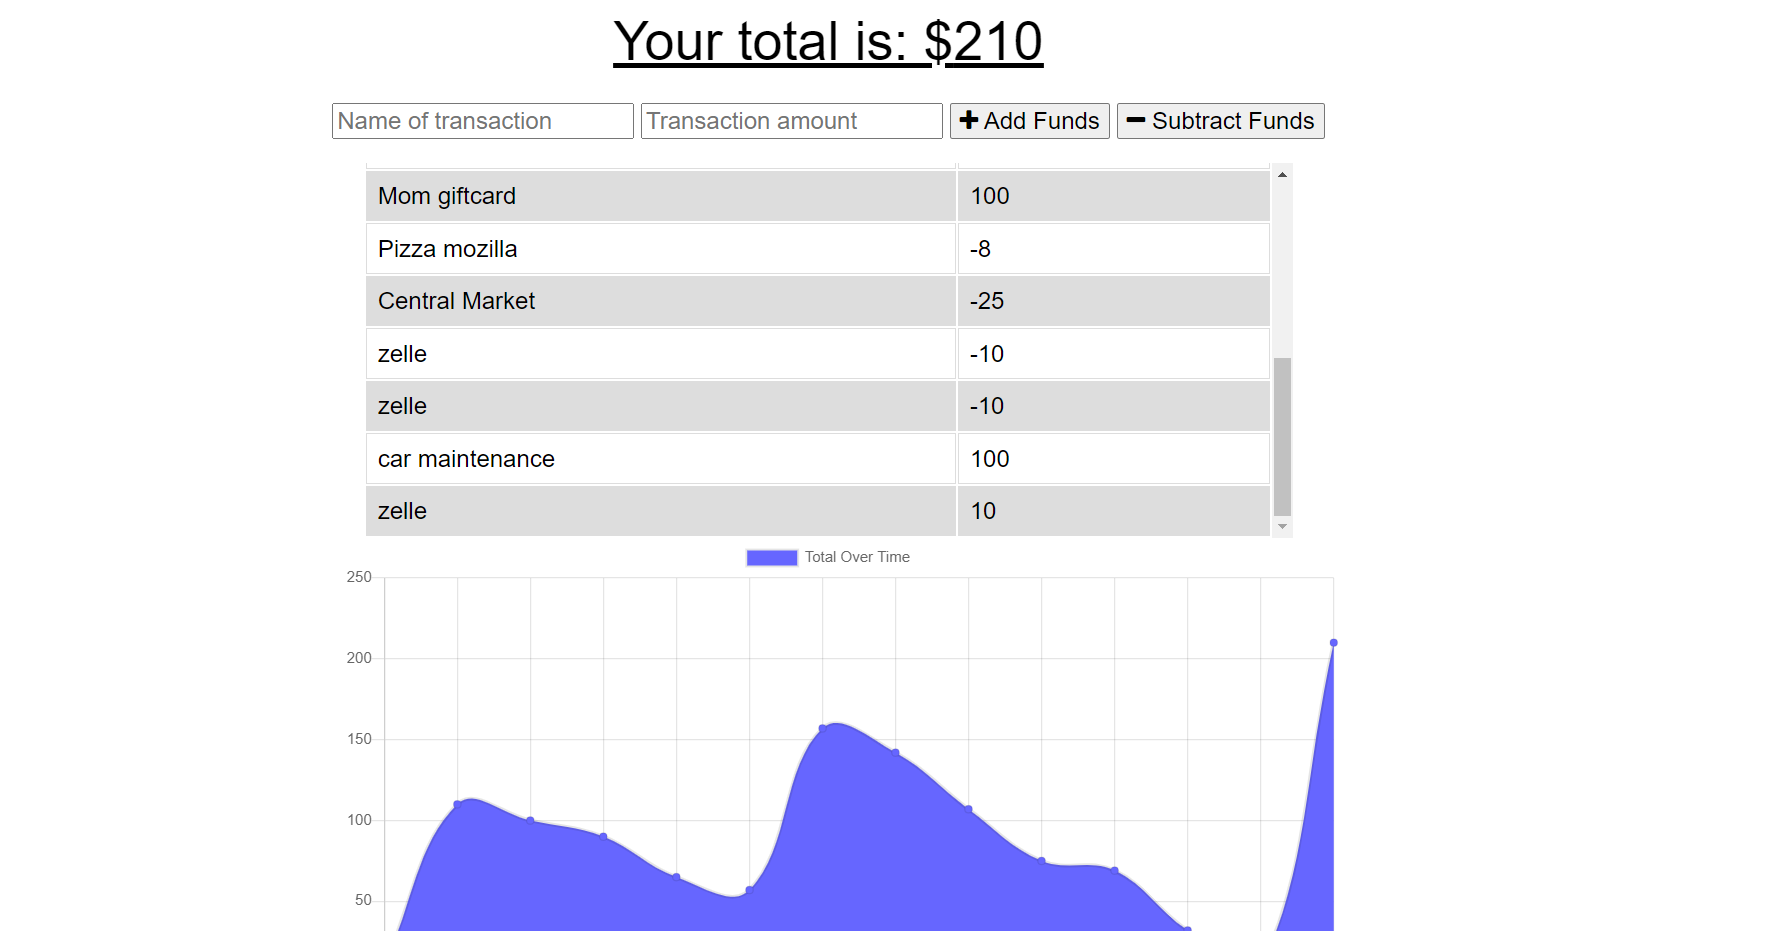 Your total is: $210
Name of transaction Transaction amount Add Funds Subtract Funds
Mom giftcard 100
Pizza mozilla -8
Central Market -25
zelle -10
zelle -10
car maintenance 100
zelle 10
Total Over Time
250
200
150
100
50